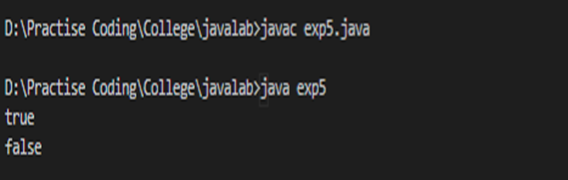 D:\Practise Coding\College\javalab>javac exp5.java
D:\Practise Coding\College\javalab>java exp5
true
false